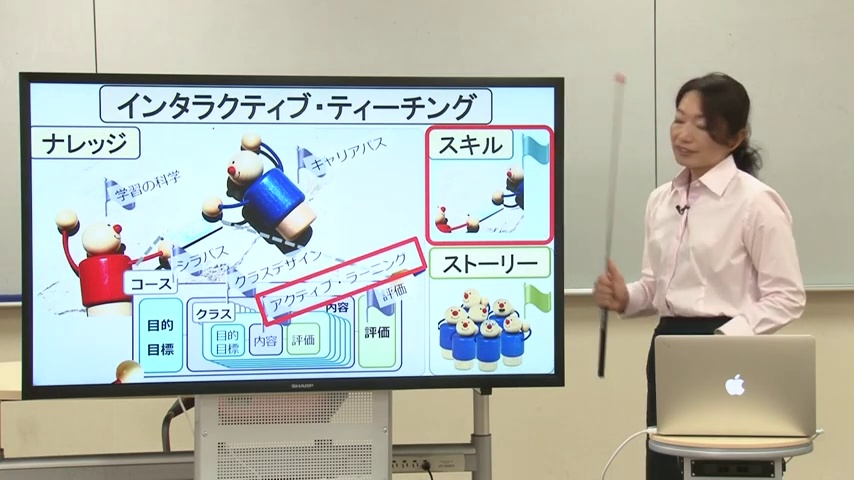 インタラクティブ・ティーチング
ナレッジ
スキル
学習の科学
キャリアパス
シラバス
クラスデザイン
アクティブ・ラーニング
評価
ストーリー
コース
目的
目標
クラス
内容
目的
目標
内容
評価
評価
SHARP